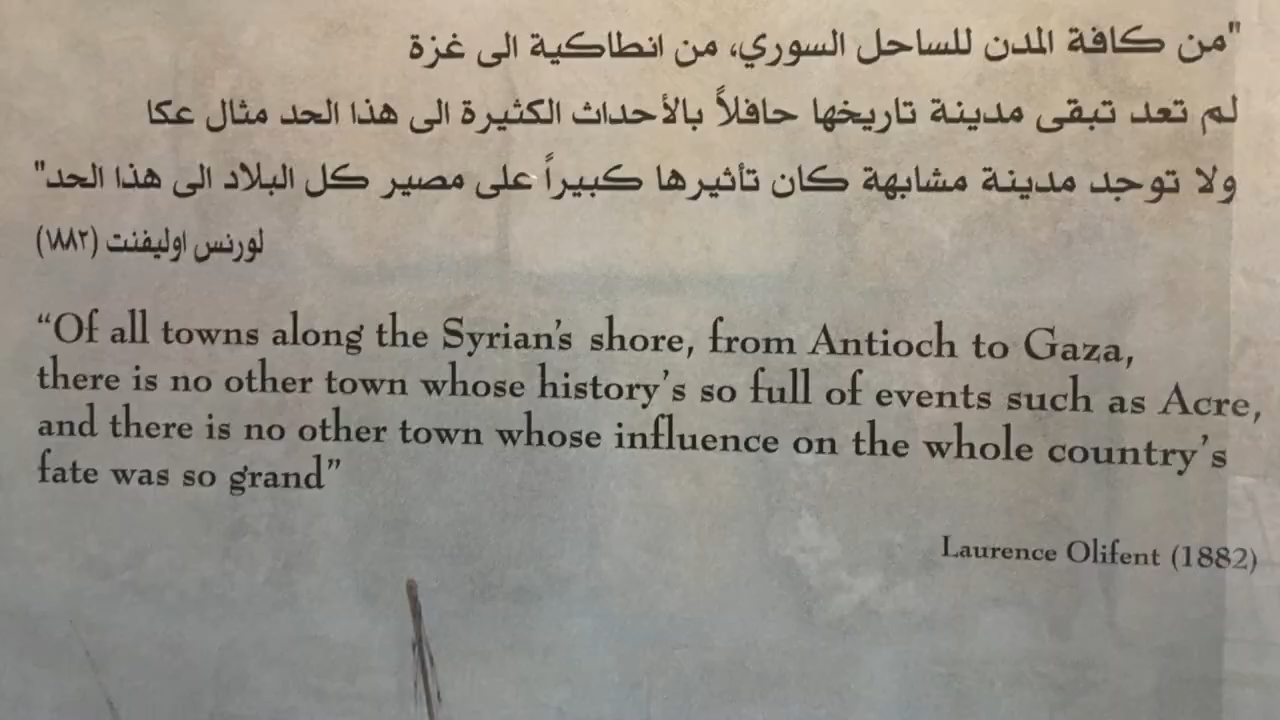 "من كافة المدن للساحل السوري، من انطاكية الى غزة
لم تعد تبقى مدينة تاريخها حافلاً بالأحداث الكثيرة الى هذا الحد مثال عكا
ولا توجد مدينة مشابهة كان تأثيرها كبيراً على مصير كل البلاد الى هذا الحد"
لورنس اوليفنت (١٨٨٢)
“Of all towns along the Syrian’s shore, from Antioch to Gaza,
there is no other town whose history’s so full of events such as Acre,
and there is no other town whose influence on the whole country’s
fate was so grand”
Laurence Olifent (1882)